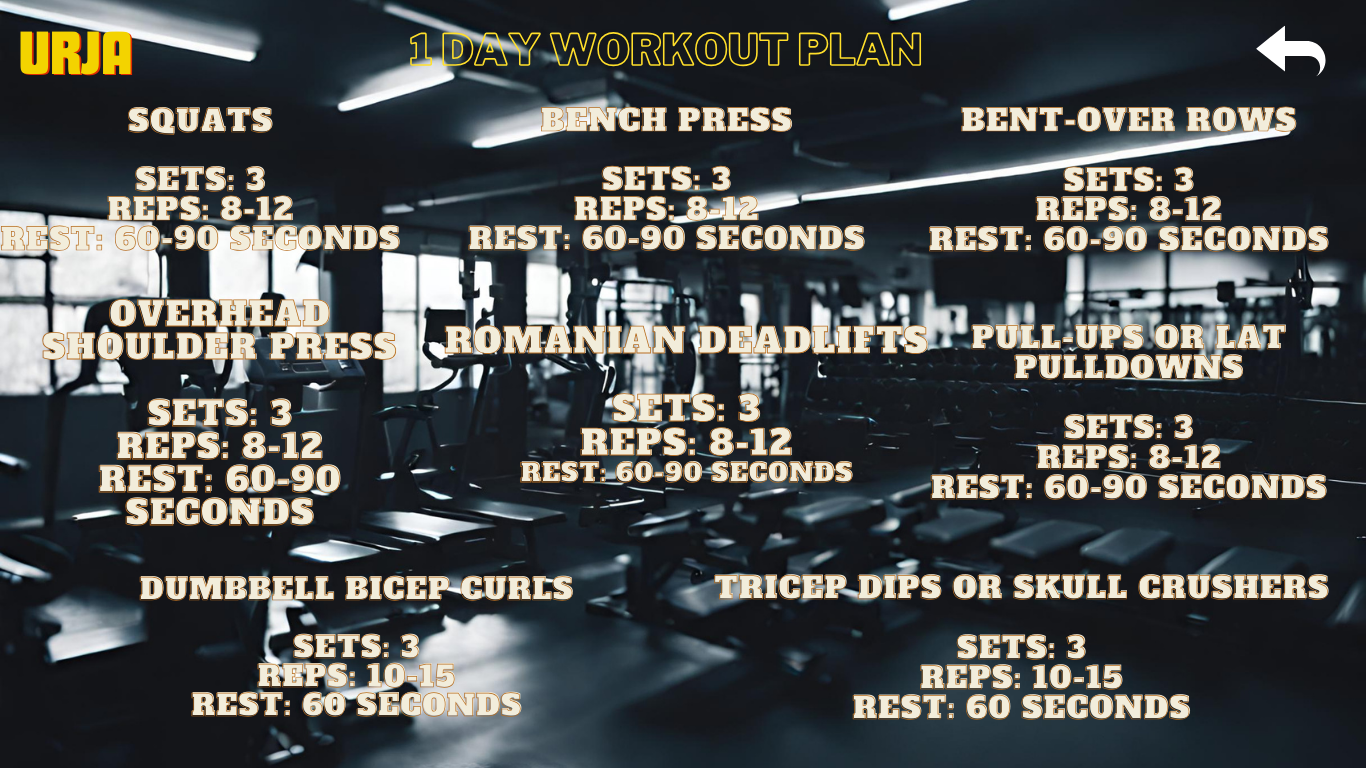 URJA
1 DAY WORKOUT PLAN
SQUATS
SETS: 3
REPS: 8-12
REST: 60-90 SECONDS
BENCH PRESS
SETS: 3
REPS: 8-12
REST: 60-90 SECONDS
BENT-OVER ROWS
SETS: 3
REPS: 8-12
REST: 60-90 SECONDS
OVERHEAD
SHOULDER PRESS
SETS: 3
REPS: 8-12
REST: 60-90
SECONDS
ROMANIAN DEADLIFTS
SETS: 3
REPS: 8-12
REST: 60-90 SECONDS
PULL-UPS OR LAT
PULLDOWNS
SETS: 3
REPS: 8-12
REST: 60-90 SECONDS
DUMBBELL BICEP CURLS
SETS: 3
REPS: 10-15
REST: 60 SECONDS
TRICEP DIPS OR SKULL CRUSHERS
SETS: 3
REPS: 10-15
REST: 60 SECONDS